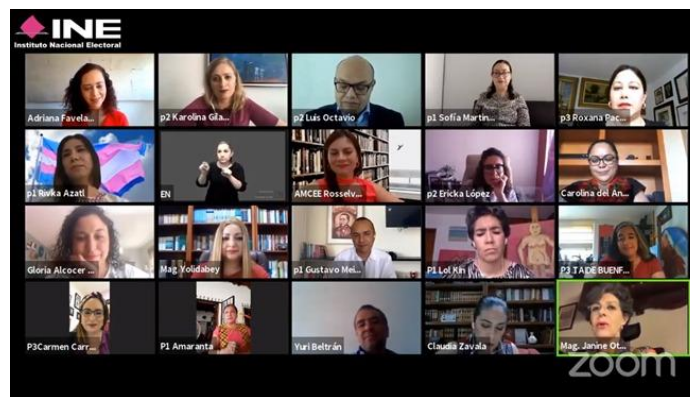 INE
Instituto Nacional Electoral
Adriana Favela...
p2 Karolina Gila...
p2 Luis Octavio
p1 Sofía Martín...
p3 Roxana Pac...
p1 Rivka Azatl
EN
AMCEE Rosselv...
p2 Ericka López
Carolina del Án...
Gloria Alcocer ...
Mag. Yolidabey
p1 Gustavo Mei...
P1 Lol Kin
P3 TAIDE BUENF...
P3Carmen Carr...
P1 Amaranta
Yuri Beltrán
Claudia Zavala
Mag. Janine Ot...
zoom